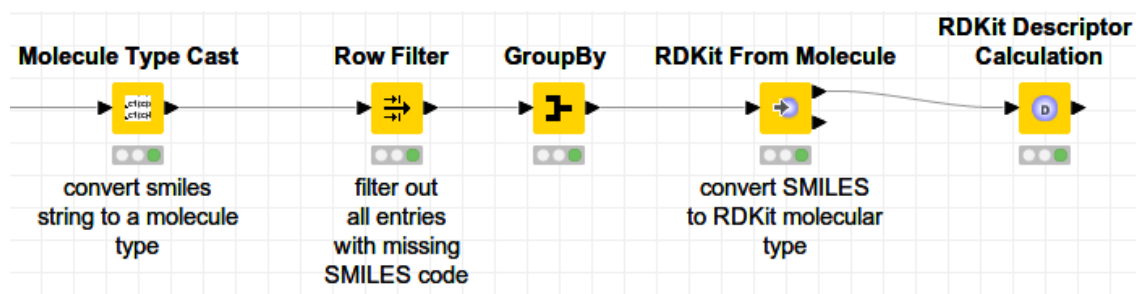 Molecule Type Cast
Row Filter
GroupBy
RDKit From Molecule
RDKit Descriptor
Calculation
D
convert smiles
string to a molecule
type
filter out
all entries
with missing
SMILES code
convert SMILES
to RDKit molecular
type